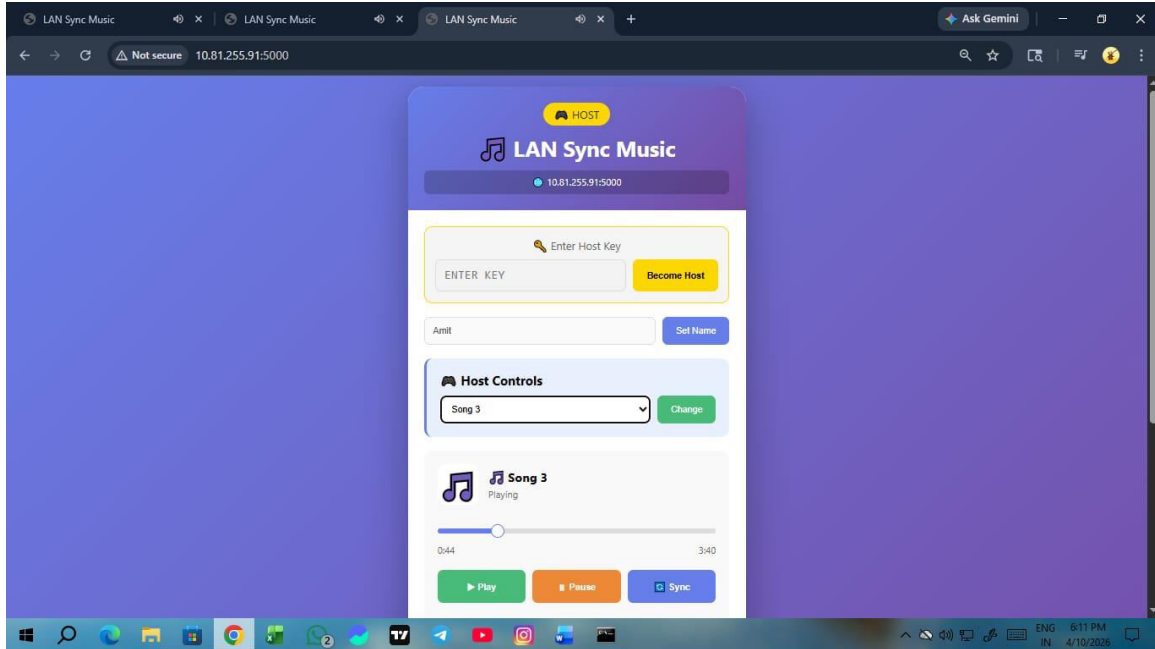 LAN Sync Music
LAN Sync Music
LAN Sync Music
Ask Gemini
Not secure 10.81.255.91:5000
HOST
LAN Sync Music
10.81.255.91:5000
Enter Host Key
ENTER KEY
Become Host
Amit
Set Name
Host Controls
Song 3
Change
Song 3
Playing
0:44 3:40
Play Pause Sync
2
ENG 6:11 PM
IN 4/10/2026